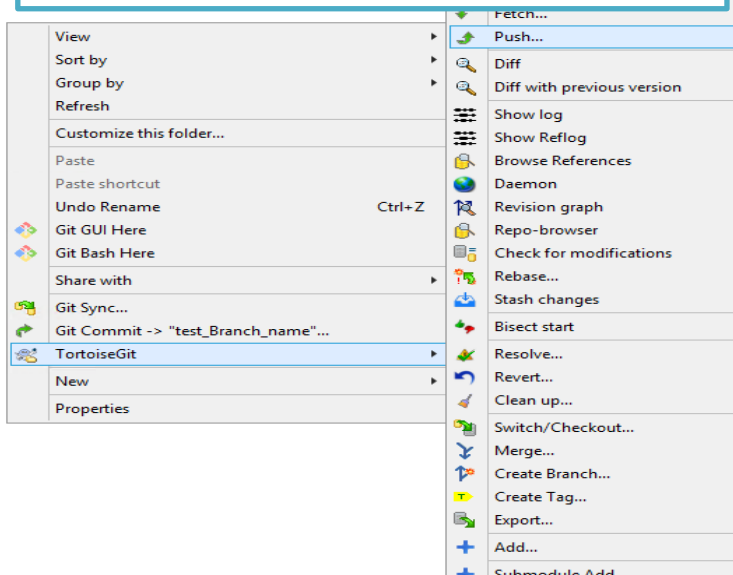 View
Sort by
Group by
Refresh
Customize this folder...
Paste
Paste shortcut
Undo Rename Ctrl+Z
Git GUI Here
Git Bash Here
Share with
Git Sync...
Git Commit -> "test_Branch_name"...
TortoiseGit
New
Properties
Fetch...
Push...
Diff
Diff with previous version
Show log
Show Reflog
Browse References
Daemon
Revision graph
Repo-browser
Check for modifications
Rebase...
Stash changes
Bisect start
Resolve...
Revert...
Clean up...
Switch/Checkout...
Merge...
Create Branch...
Create Tag...
Export...
Add...
Submodule Add